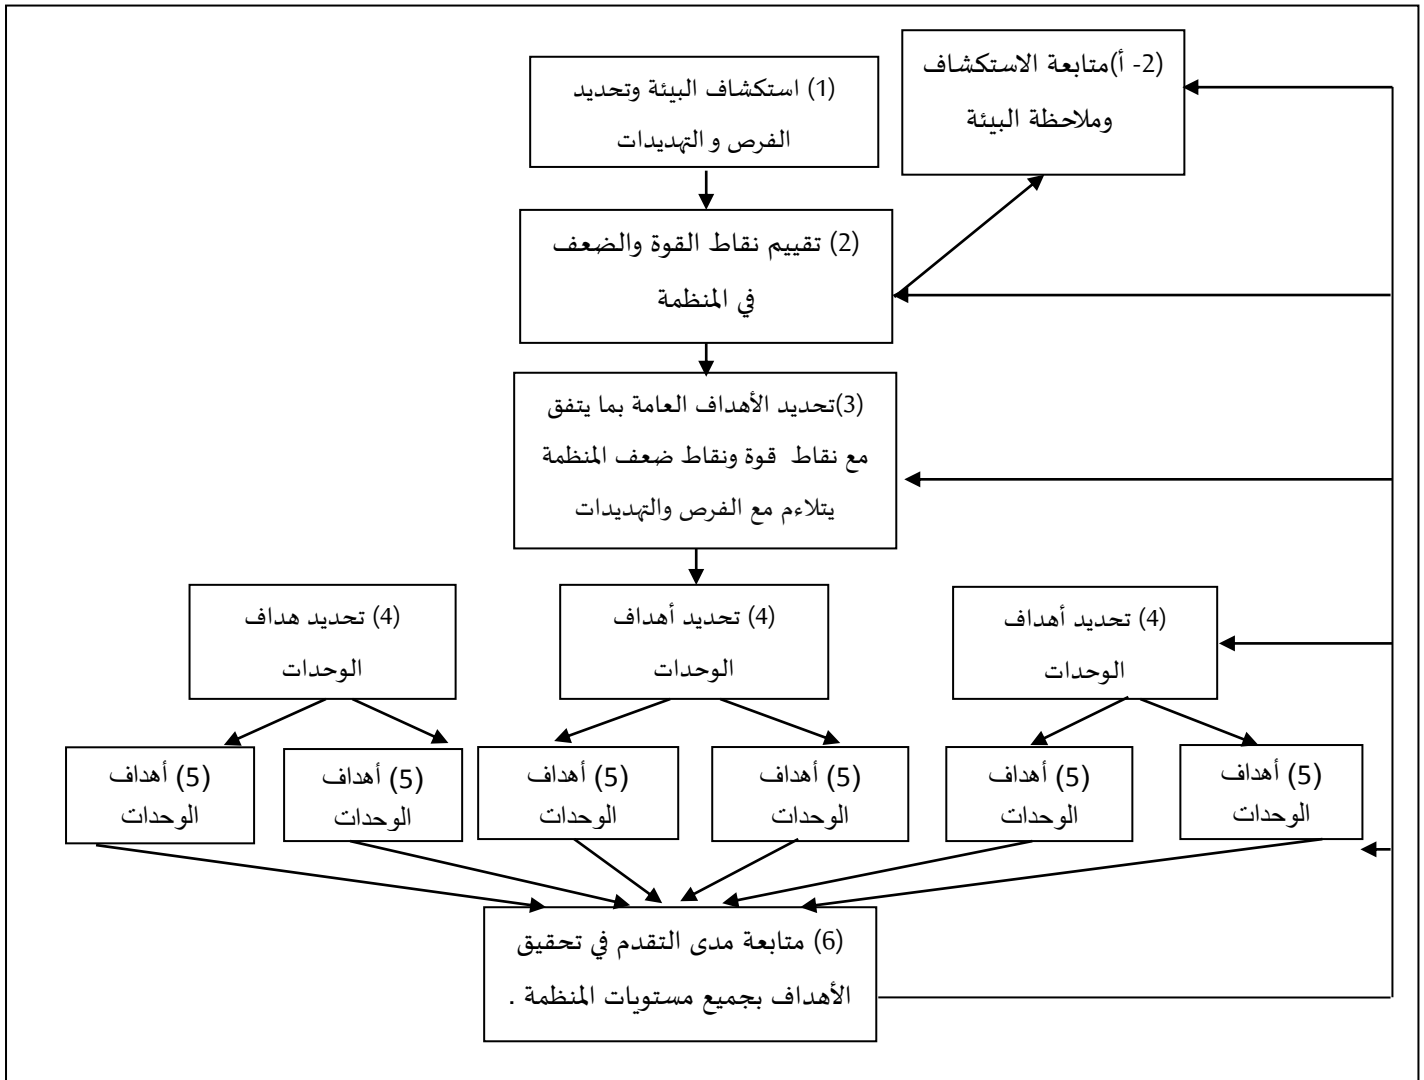 (1) استكشاف البيئة وتحديد
الفرص و التهديدات
(2- أ)متابعة الاستكشاف
وملاحظة البيئة
(2) تقييم نقاط القوة والضعف
في المنظمة
(3)تحديد الأهداف العامة بما يتفق
مع نقاط قوة ونقاط ضعف المنظمة
يتلاءم مع الفرص والتهديدات
(4) تحديد أهداف
الوحدات
(4) تحديد أهداف
الوحدات
(4) تحديد هداف
الوحدات
(5) أهداف
الوحدات
(5) أهداف
الوحدات
(5) أهداف
الوحدات
(5) أهداف
الوحدات
(5) أهداف
الوحدات
(5) أهداف
الوحدات
(6) متابعة مدى التقدم في تحقيق
الأهداف بجميع مستويات المنظمة .